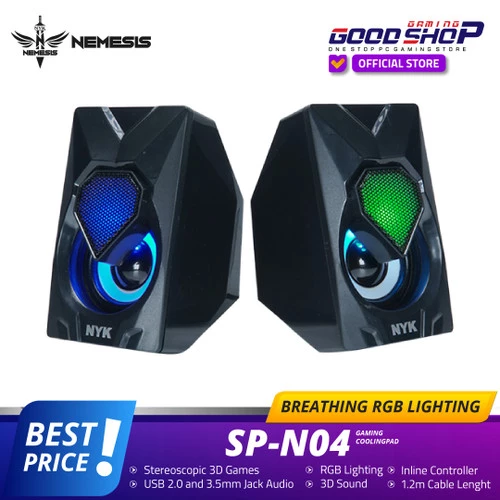 NEMESIS
NEMESIS
GAMING
GOODSHOP
ONE STOP PC GAMING STORE
OFFICIAL STORE
NYK
NYK
BREATHING RGB LIGHTING
BEST
PRICE!
SP-N04
GAMING
COOLINGPAD
Stereoscopic 3D Games
USB 2.0 and 3.5mm Jack Audio
RGB Lighting
3D Sound
Inline Controller
1.2m Cable Lenght